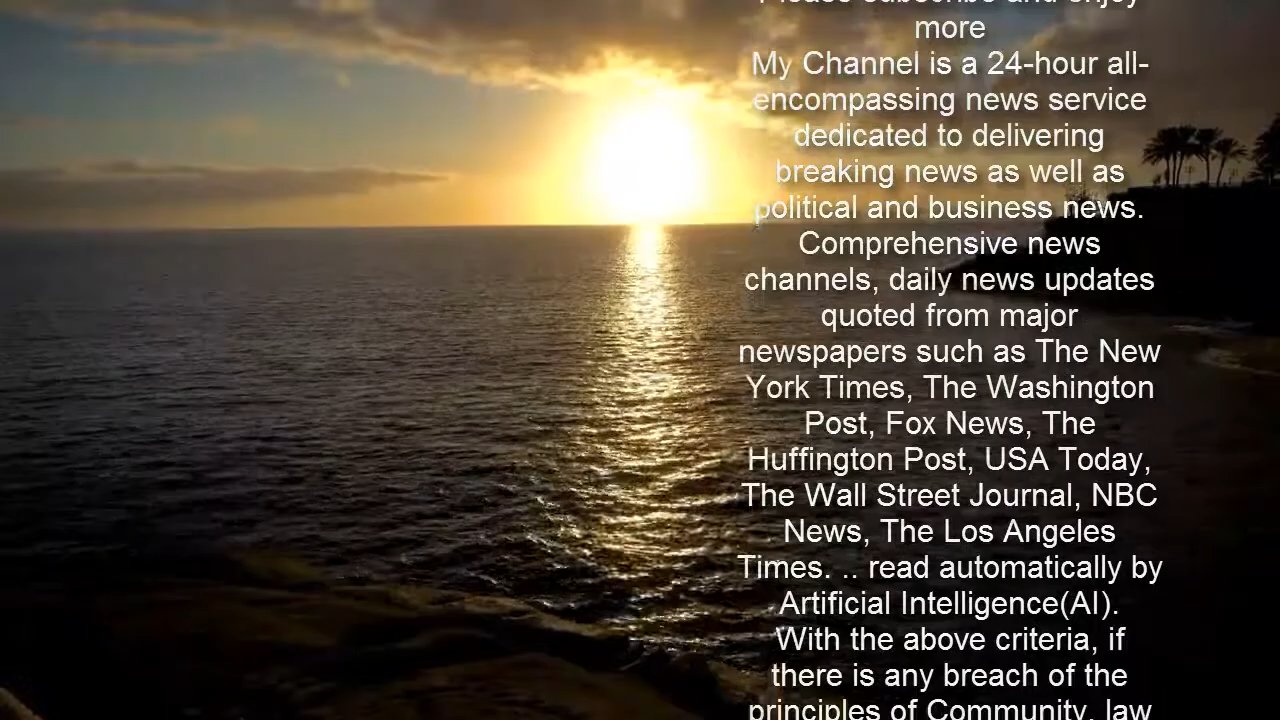 Please subscribe and enjoy
more
My Channel is a 24-hour all-
encompassing news service
dedicated to delivering
breaking news as well as
political and business news.
Comprehensive news
channels, daily news updates
quoted from major
newspapers such as The New
York Times, The Washington
Post, Fox News, The
Huffington Post, USA Today,
The Wall Street Journal, NBC
News, The Los Angeles
Times. .. read automatically by
Artificial Intelligence(AI).
With the above criteria, if
there is any breach of the
principles of Community, law